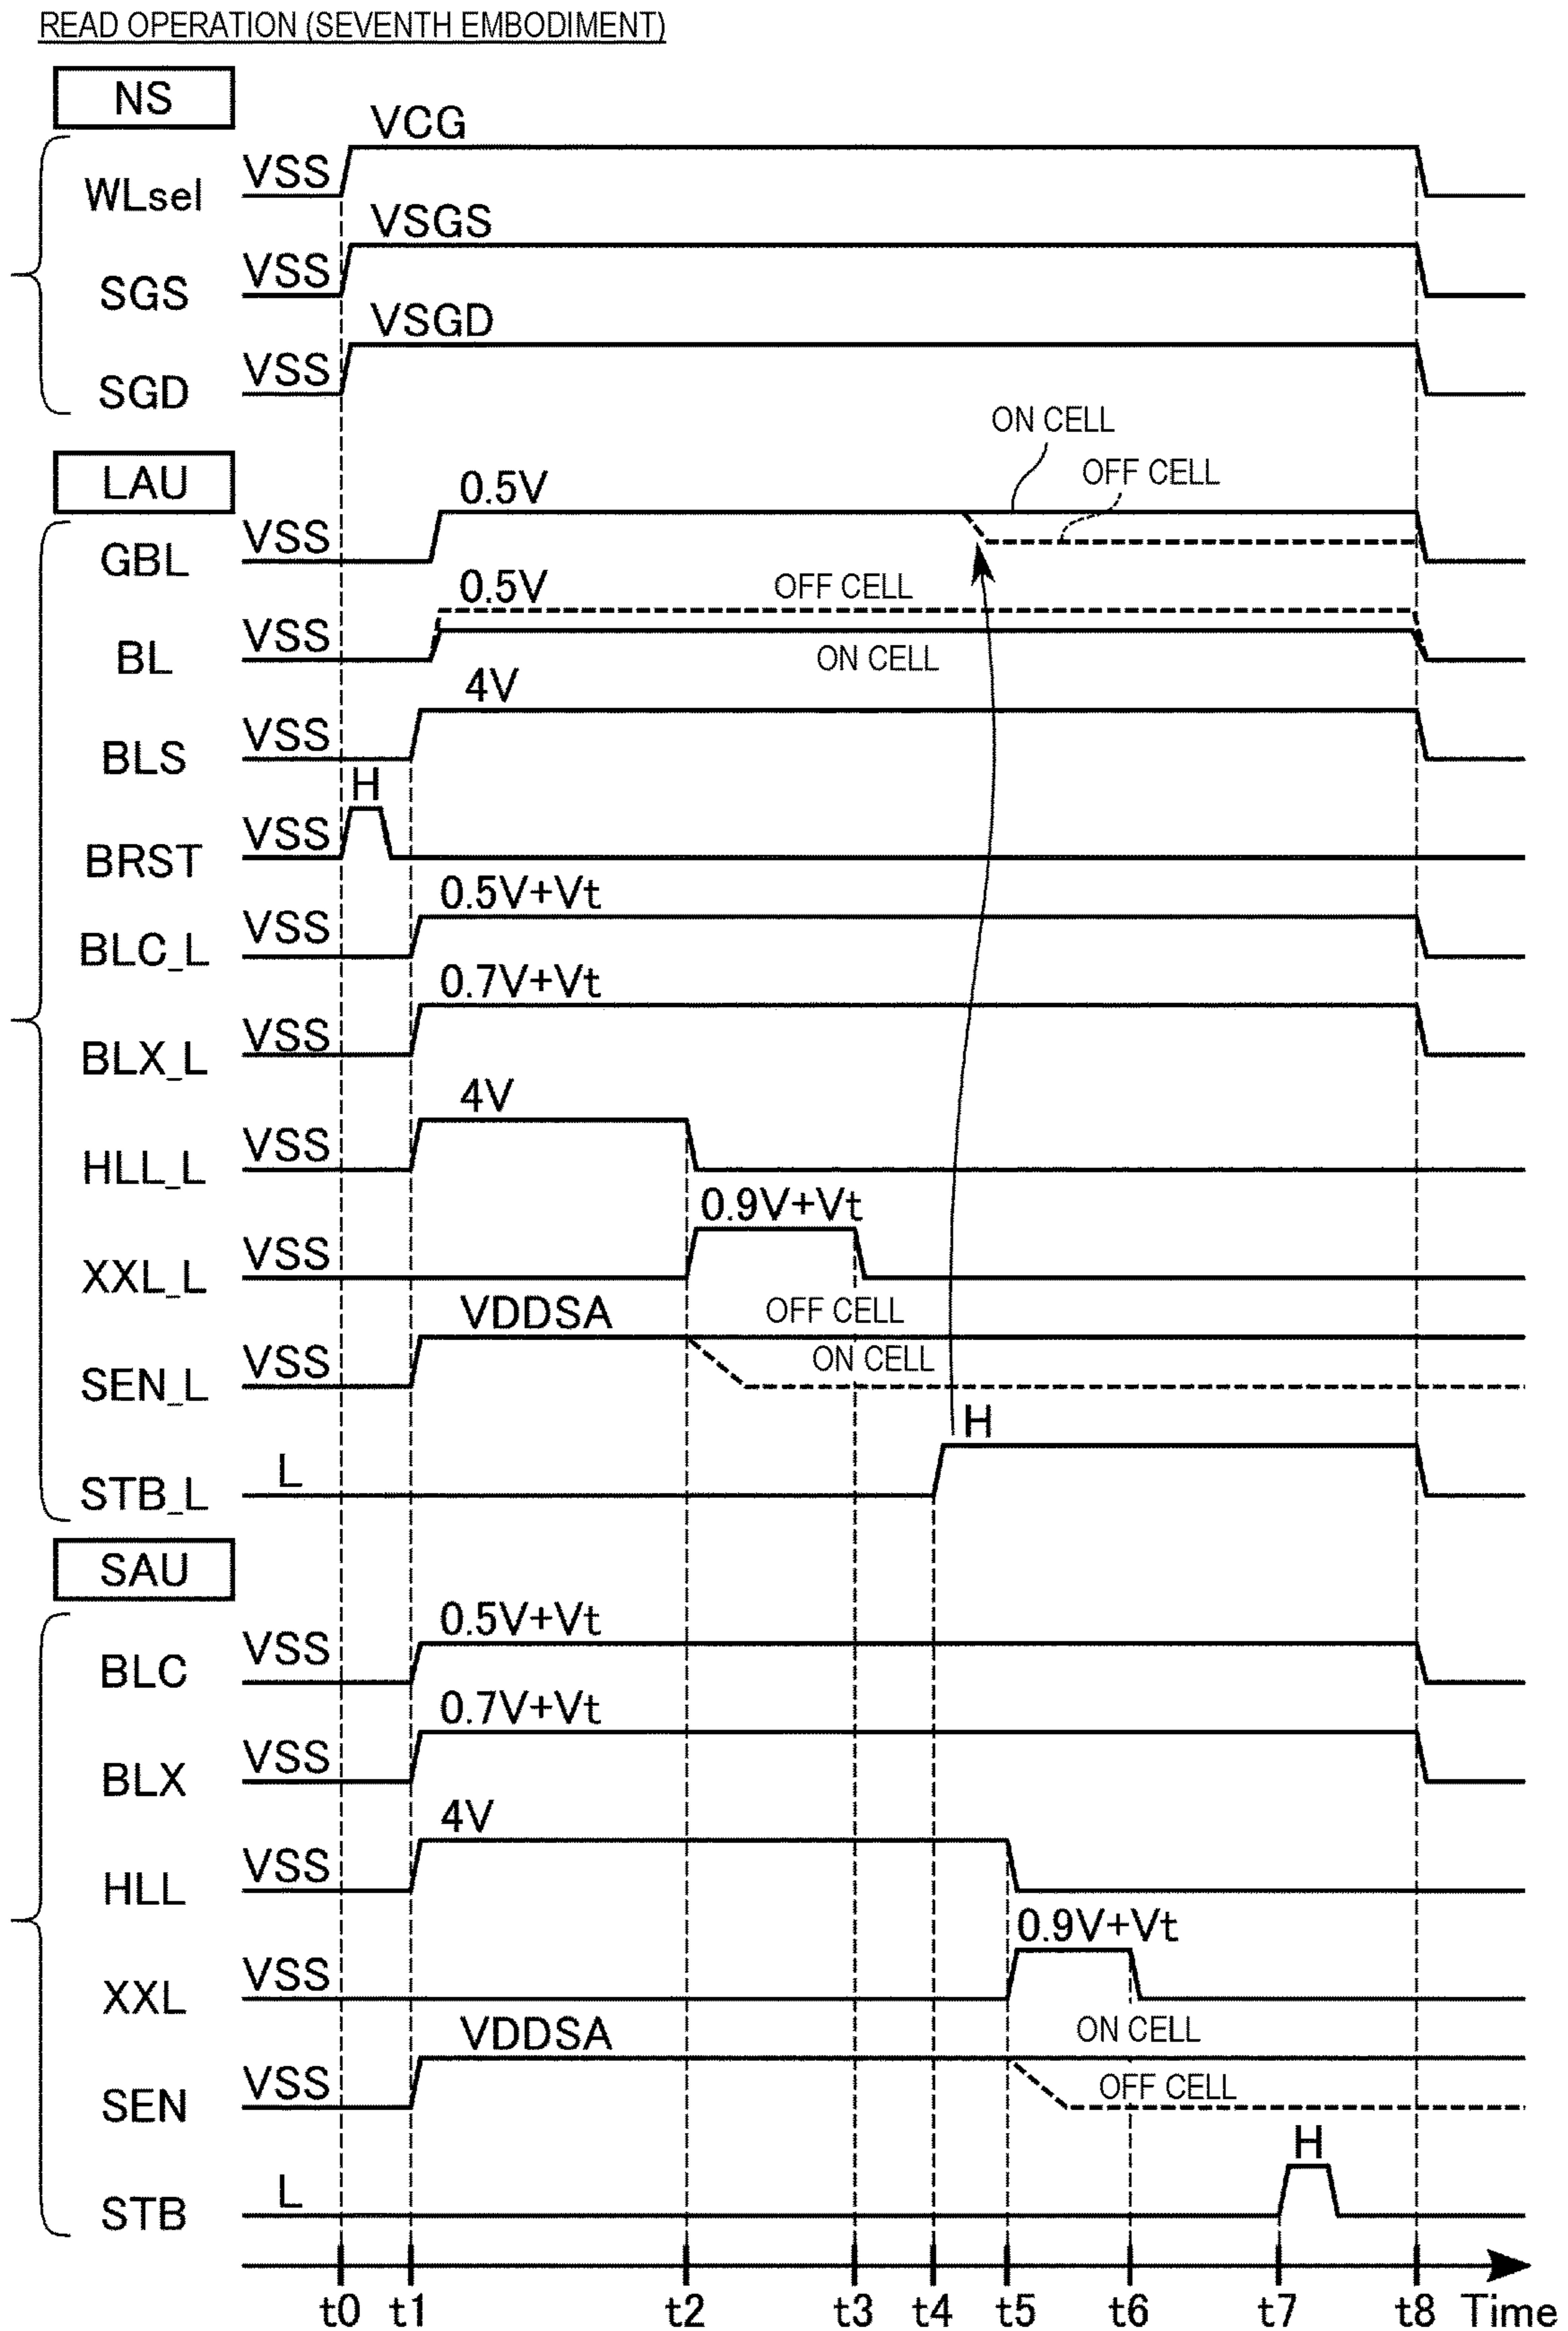 READ OPERATION (SEVENTH EMBODIMENT)
NS
VCG
WLsel VSS
VSGS
SGS VSS
VSGD
SGD VSS
ON CELL
OFF CELL
LAU
0.5V
GBL VSS
0.5V OFF CELL
BL VSS
ON CELL
4V
BLS VSS
H
BRST VSS
0.5V+Vt
BLC_L VSS
0.7V+Vt
BLX_L VSS
4V
HLL_L VSS
0.9V+Vt
XXL_L VSS
VDDSA OFF CELL
SEN_L VSS ON CELL
H
STB_L L
SAU
0.5V+Vt
BLC VSS
0.7V+Vt
BLX VSS
4V
HLL VSS
0.9V+Vt
XXL VSS
VDDSA ON CELL
SEN VSS OFF CELL
H
STB L
t0 t1 t2 t3 t4 t5 t6 t7 t8 Time